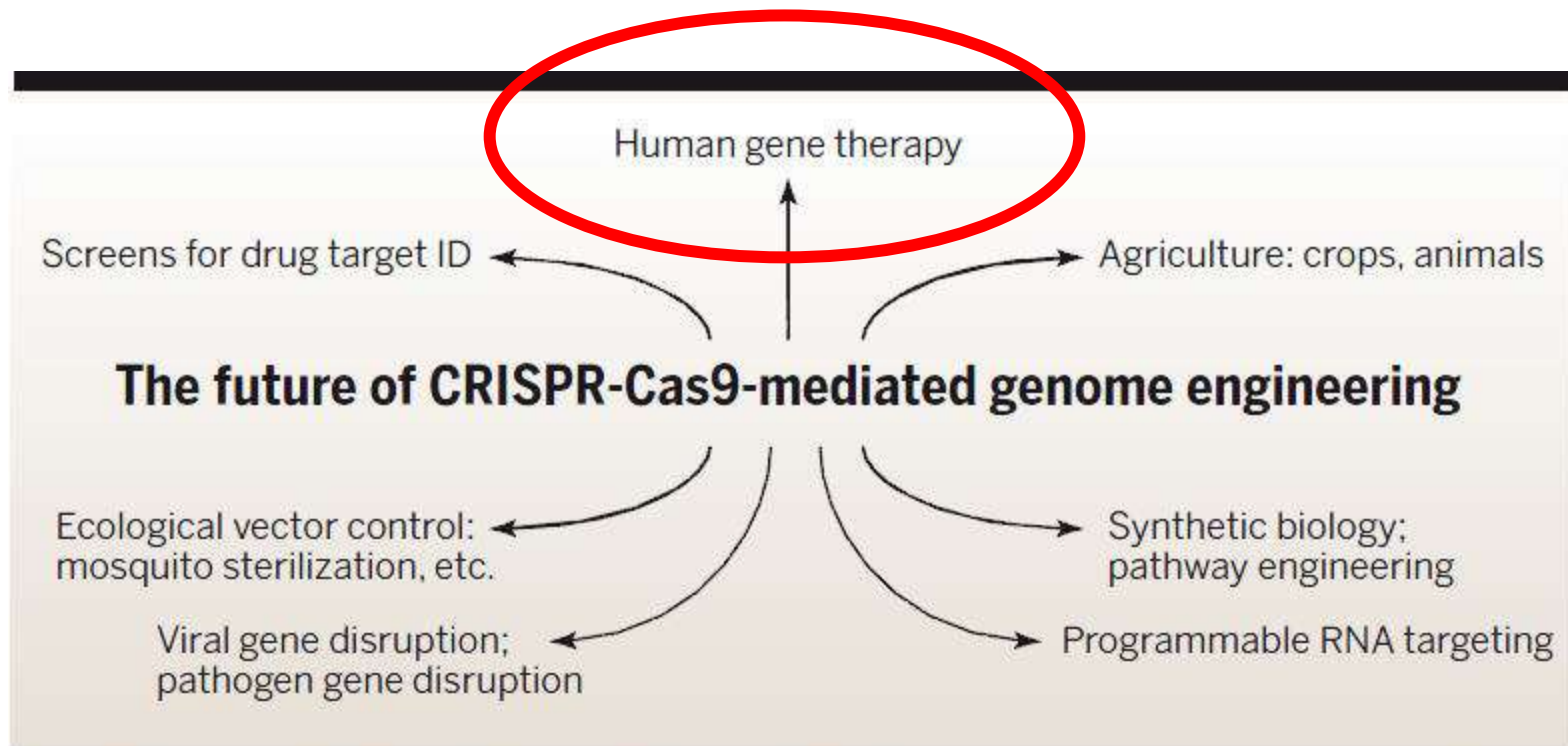 Human gene therapy
Screens for drug target ID
Agriculture: crops, animals
The future of CRISPR-Cas9-mediated genome engineering
Ecological vector control:
mosquito sterilization, etc.
Synthetic biology;
pathway engineering
Viral gene disruption;
pathogen gene disruption
Programmable RNA targeting